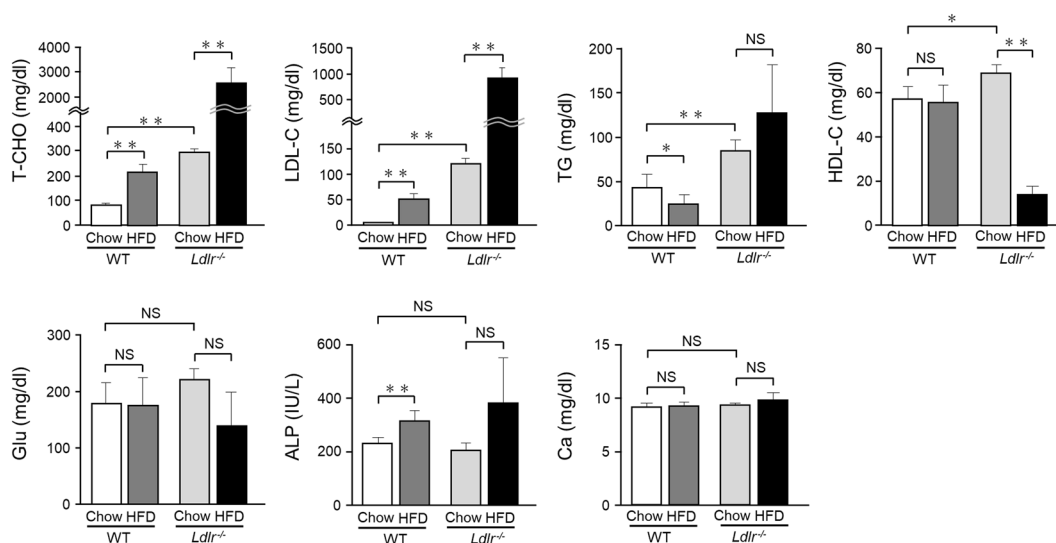 T-CHO (mg/dl)
4000
3000
2000
400
300
200
100
0
* *
* *
* *
Chow HFD Chow HFD
WT Ldlr-/-
LDL-C (mg/dl)
1500
1000
500
150
100
50
0
* *
* *
* *
Chow HFD Chow HFD
WT Ldlr-/-
TG (mg/dl)
200
150
100
50
0
NS
* *
*
Chow HFD Chow HFD
WT Ldlr-/-
HDL-C (mg/dl)
80
60
40
20
0
*
NS
* *
Chow HFD Chow HFD
WT Ldlr-/-
Glu (mg/dl)
300
200
100
0
NS
NS
NS
Chow HFD Chow HFD
WT Ldlr-/-
ALP (IU/L)
600
400
200
0
NS
NS
* *
Chow HFD Chow HFD
WT Ldlr-/-
Ca (mg/dl)
15
10
5
0
NS
NS
NS
Chow HFD Chow HFD
WT Ldlr-/-